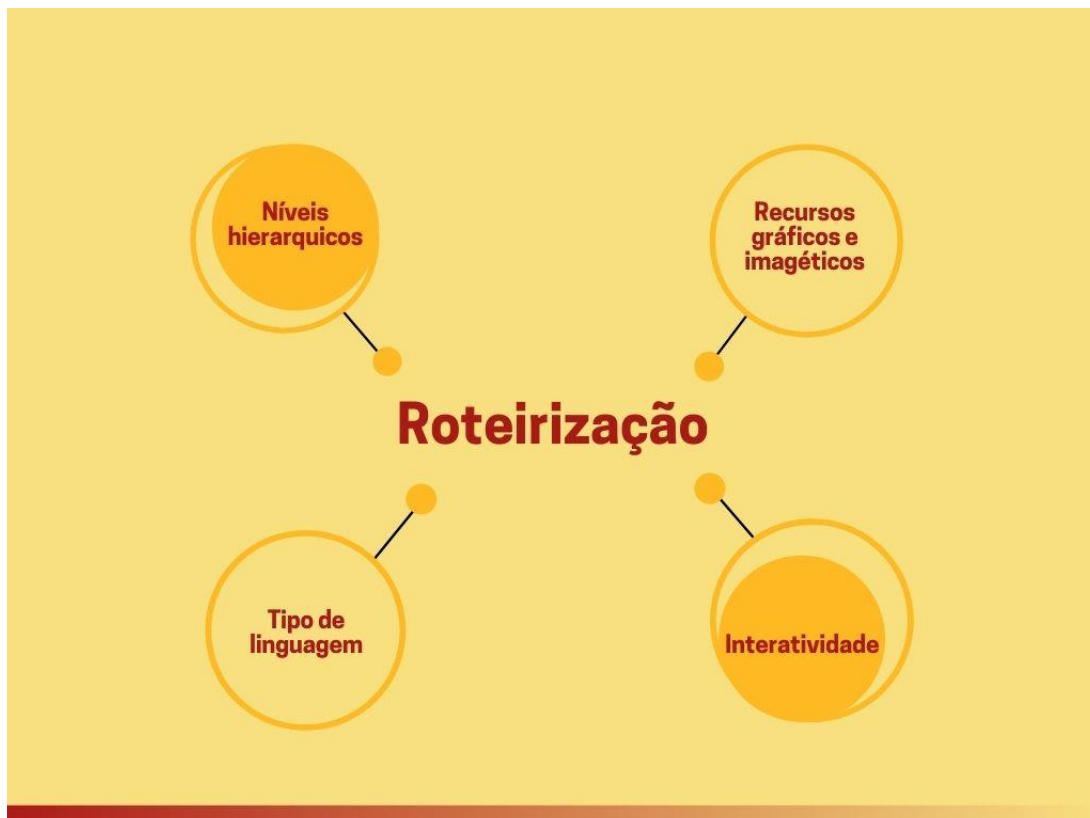 Níveis
hierarquicos
Recursos
gráficos e
imagéticos
Roteirização
Tipo de
linguagem
Interatividade